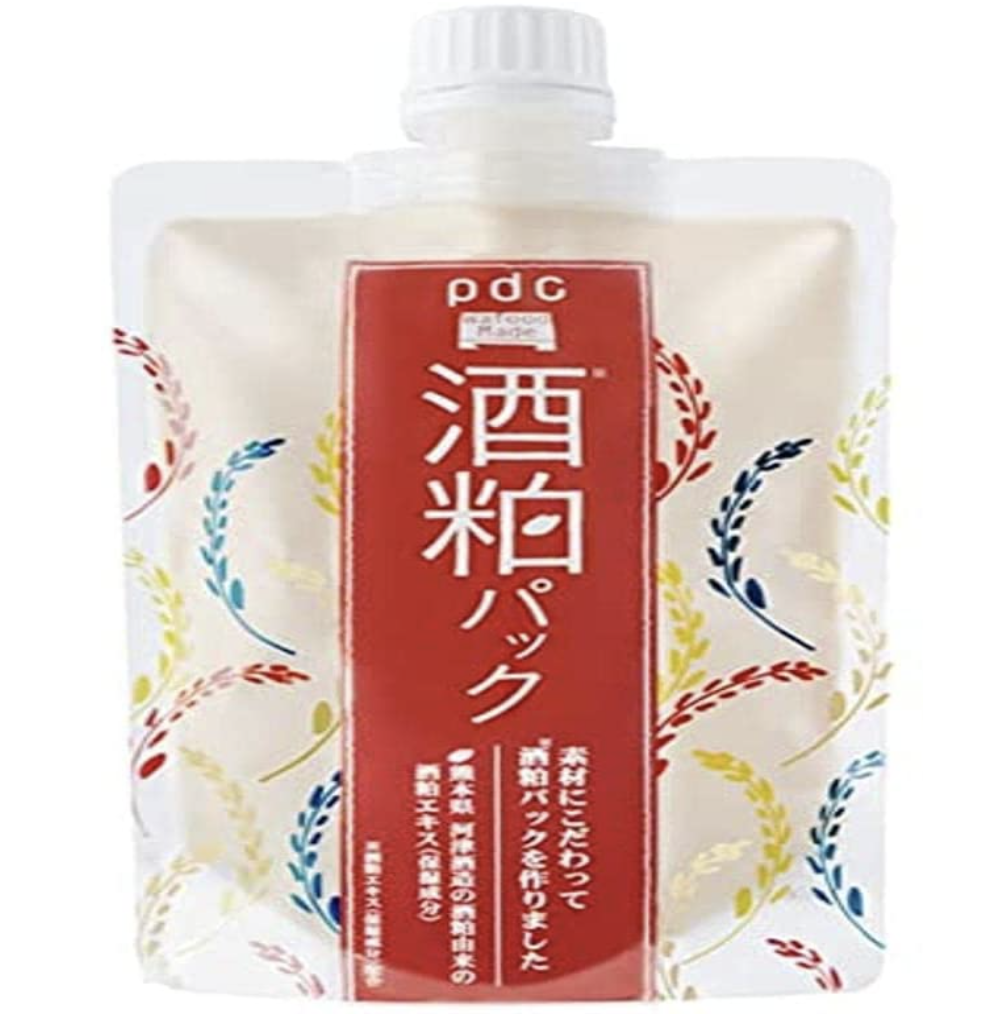 pdc
Wafood
Made
酒粕
パック
素材にこだわって
酒粕パックを作りました
熊本県 河津酒造の酒粕由来の
酒粕エキス(保湿成分)